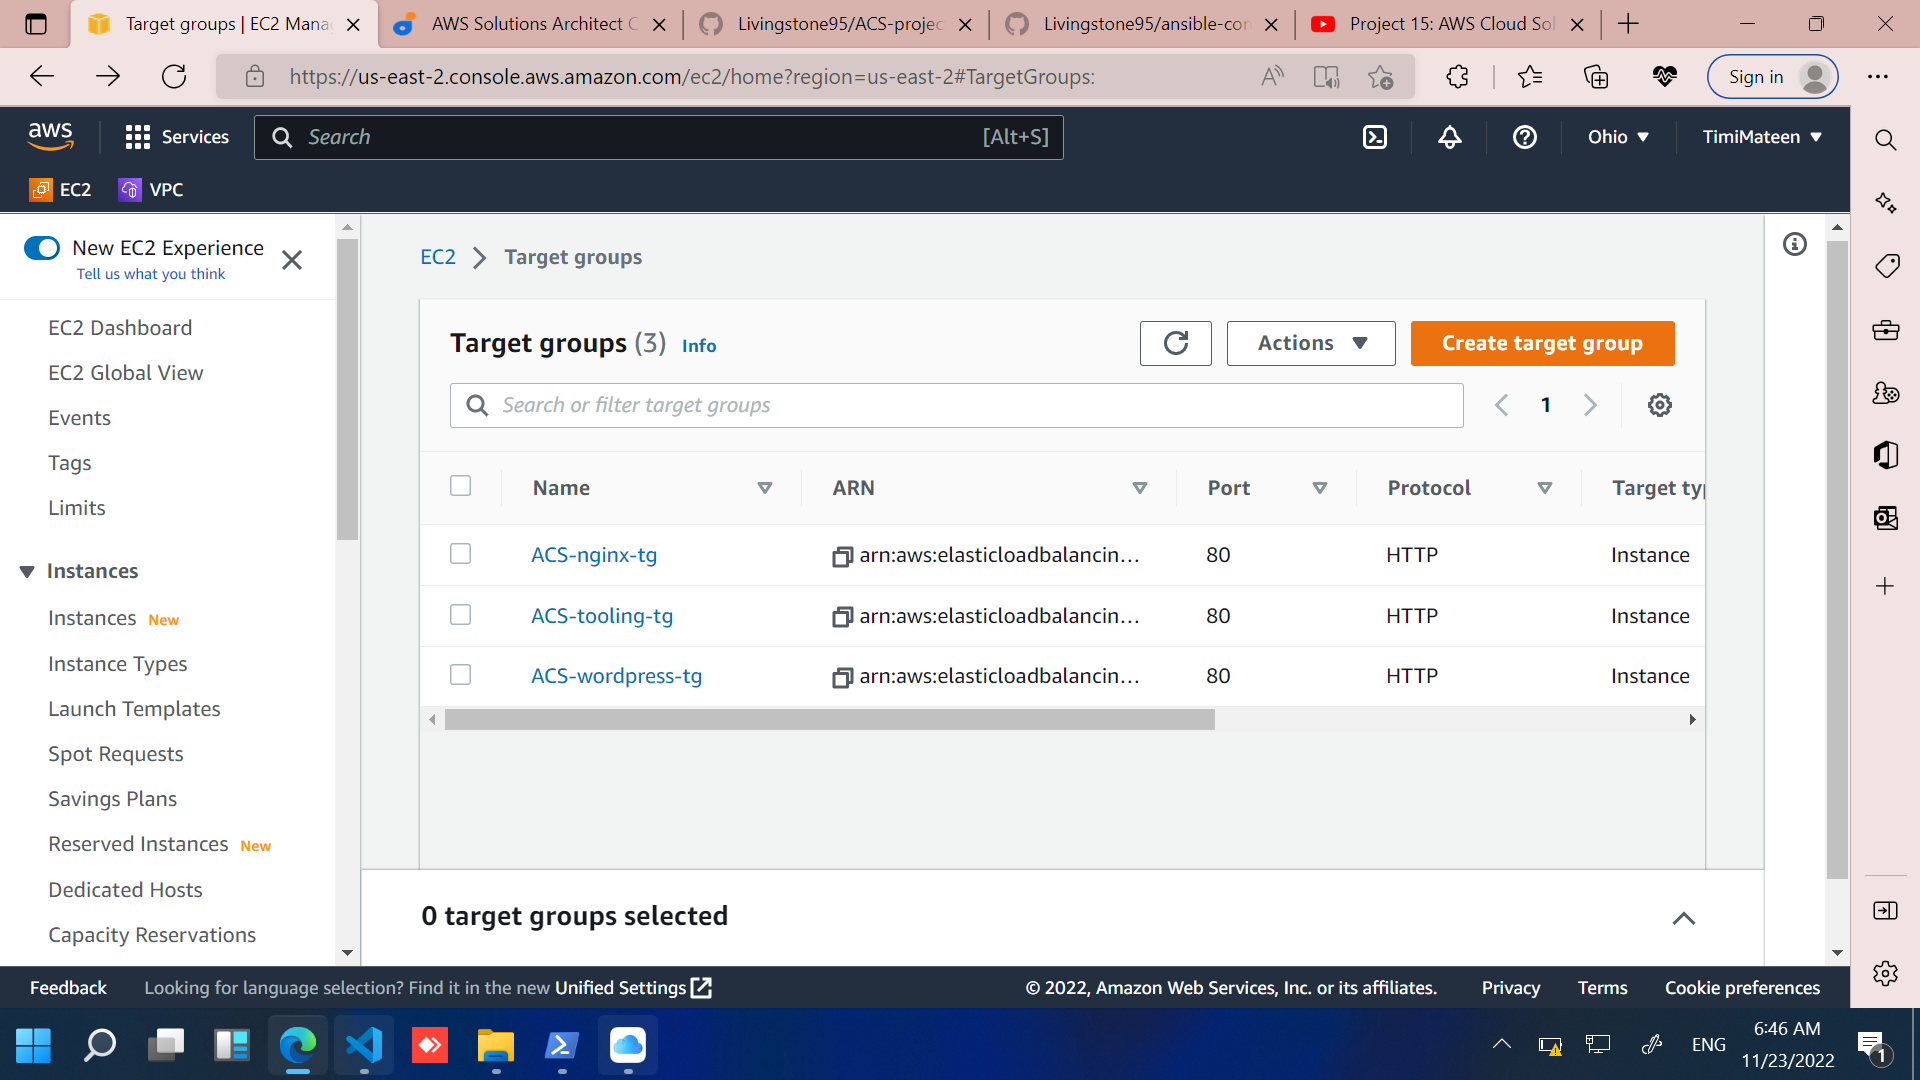 Target groups | EC2 Mana
AWS Solutions Architect C
Livingstone95/ACS-projec
Livingstone95/ansible-con
Project 15: AWS Cloud Sol
https://us-east-2.console.aws.amazon.com/ec2/home?region=us-east-2#TargetGroups:
Sign in
aws
Services
Search
[Alt+S]
Ohio
TimiMateen
EC2
VPC
New EC2 Experience
Tell us what you think
EC2 Dashboard
EC2 Global View
Events
Tags
Limits
Instances
Instances New
Instance Types
Launch Templates
Spot Requests
Savings Plans
Reserved Instances New
Dedicated Hosts
Capacity Reservations
EC2 > Target groups
Target groups (3) Info
Actions
Create target group
Search or filter target groups
1
Name ARN Port Protocol Target typ
ACS-nginx-tg arn:aws:elasticloadbalancin… 80 HTTP Instance
ACS-tooling-tg arn:aws:elasticloadbalancin… 80 HTTP Instance
ACS-wordpress-tg arn:aws:elasticloadbalancin… 80 HTTP Instance
0 target groups selected
Feedback
Looking for language selection? Find it in the new Unified Settings
© 2022, Amazon Web Services, Inc. or its affiliates.
Privacy
Terms
Cookie preferences
ENG
6:46 AM
11/23/2022
1